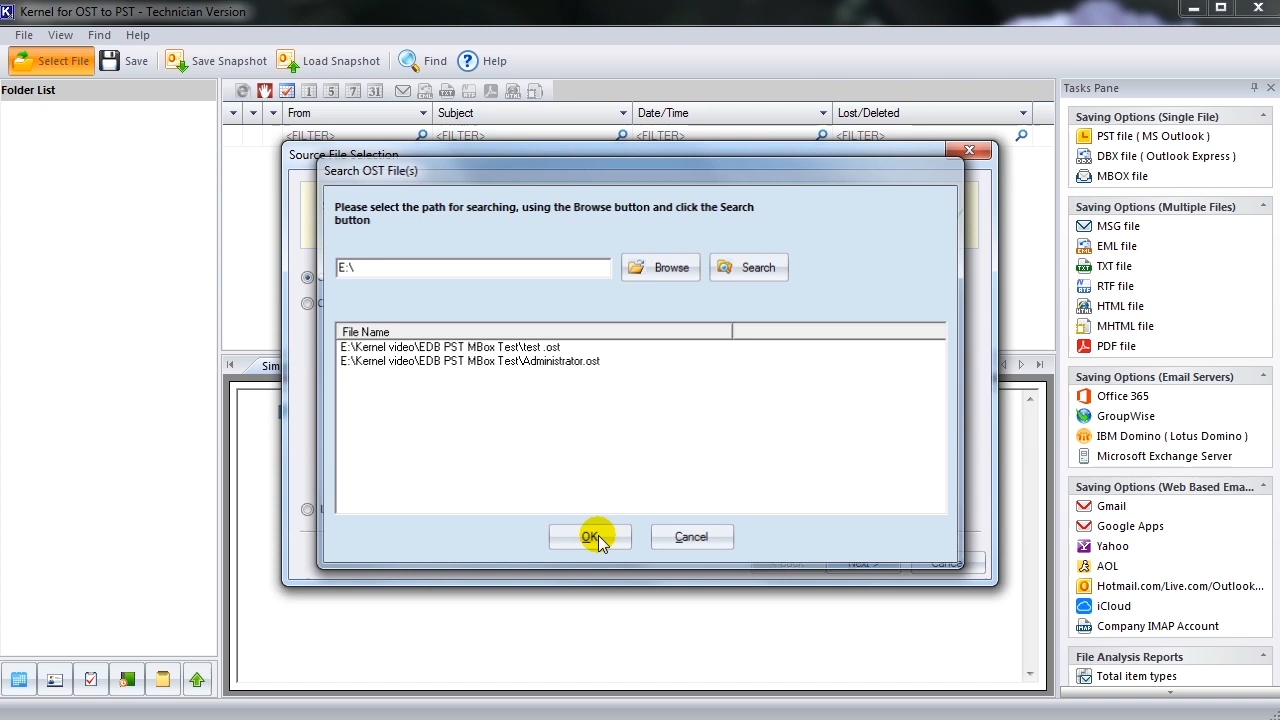 Kernel for OST to PST - Technician Version
File View Find Help
Select File Save Save Snapshot Load Snapshot Find Help
Folder List
1 5 7 31
From Subject Date/Time Lost/Deleted
<FILTER> <FILTER> <FILTER> <FILTER>
Source File Selection
Search OST File(s)
Please select the path for searching, using the Browse button and click the Search
button
E:\ Browse Search
File Name
E:\Kernel video\EDB PST MBox Test\test .ost
E:\Kernel video\EDB PST MBox Test\Administrator.ost
OK Cancel
Next > Cancel
Sim
Tasks Pane
Saving Options (Single File)
PST file ( MS Outlook )
DBX file ( Outlook Express )
MBOX file
Saving Options (Multiple Files)
MSG file
EML file
TXT file
RTF file
HTML file
MHTML file
PDF file
Saving Options (Email Servers)
Office 365
GroupWise
IBM Domino ( Lotus Domino )
Microsoft Exchange Server
Saving Options (Web Based Ema...
Gmail
Google Apps
Yahoo
AOL
Hotmail.com/Live.com/Outlook...
iCloud
Company IMAP Account
File Analysis Reports
Total item types